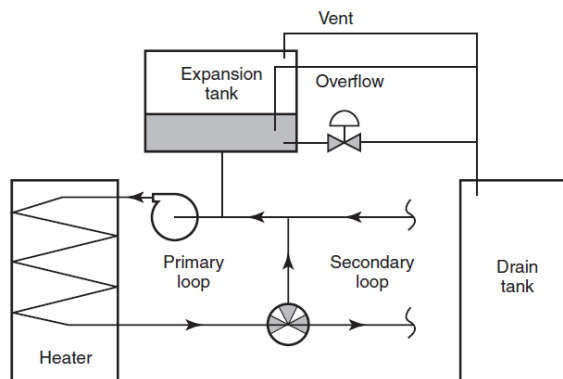 Vent
Expansion
tank
Overflow
Primary
loop
Secondary
loop
Drain
tank
Heater